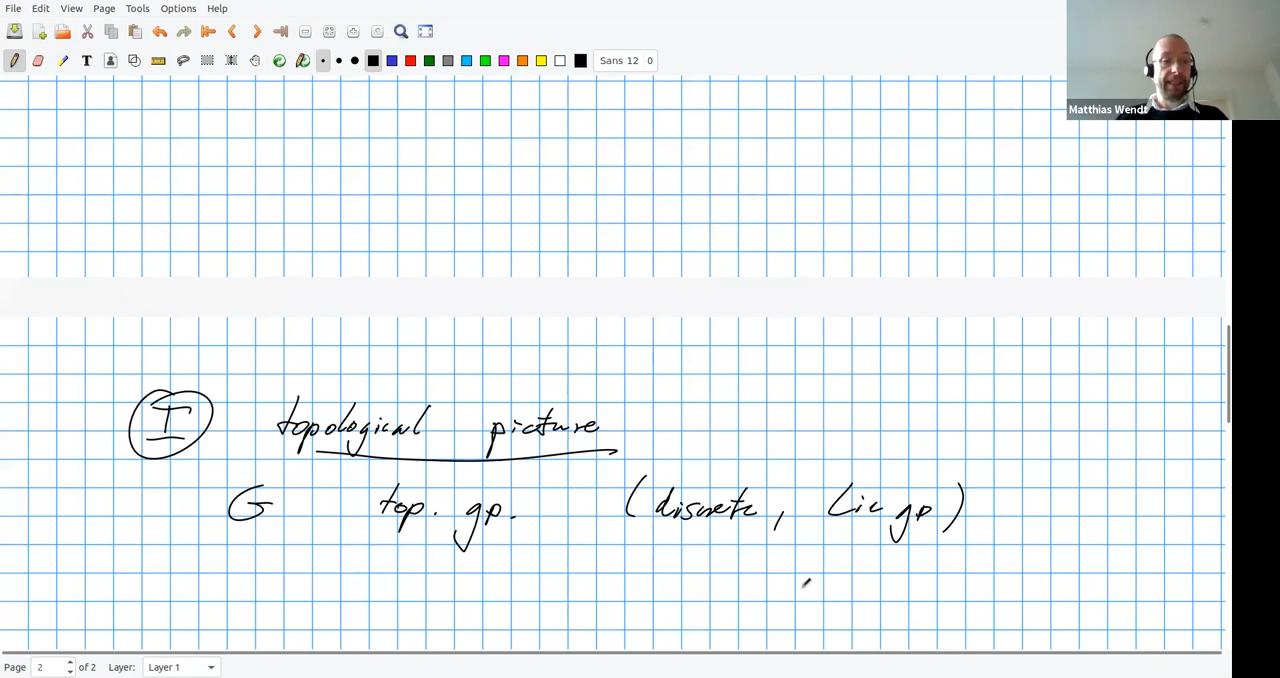 File Edit View Page Tools Options Help
Sans 12 0
Matthias Wendt
I topological picture
G top. gp. (discrete, Lie gp)
Page 2 of 2 Layer: Layer 1